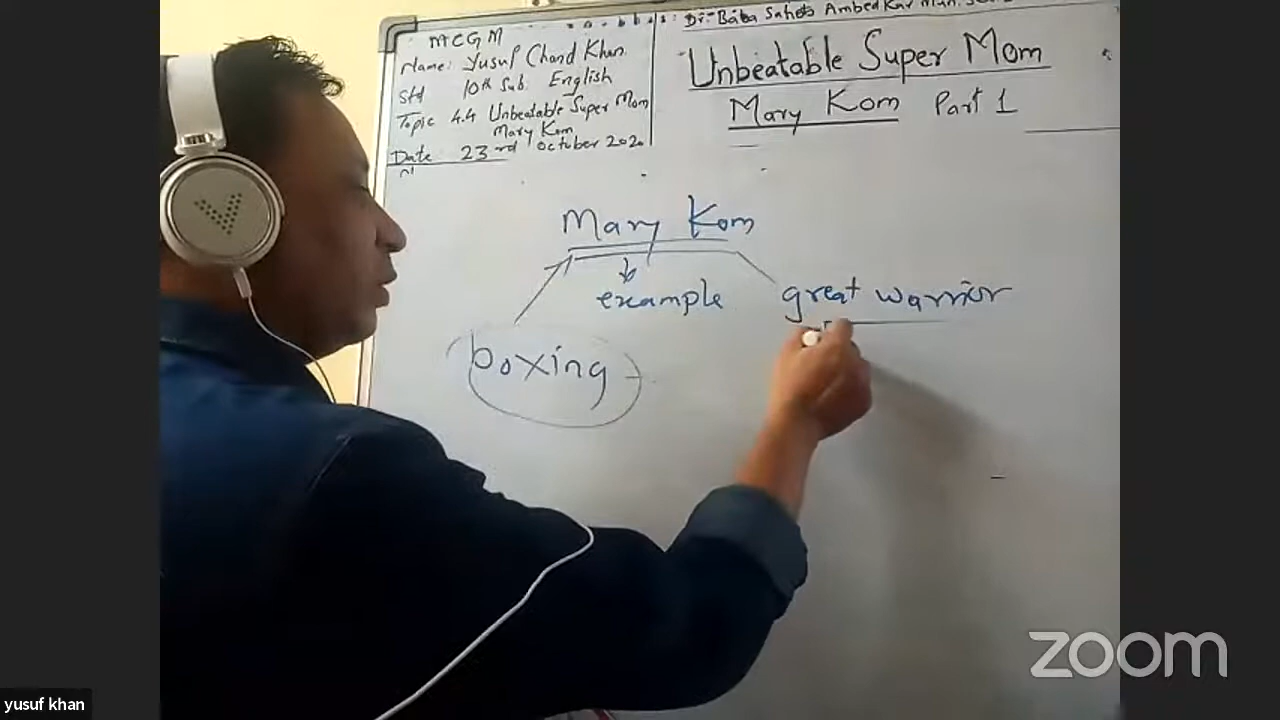 Dr. Baba Saheb Ambedkar
MCGM
Name: Yusuf Chand Khan
Std 10th Sub: English
Topic 4.4 Unbeatable Super Mom
Mary Kom
Date 23rd October 2020
Unbeatable Super Mom
Mary Kom Part 1
Mary Kom
example
great warrior
boxing
zoom
yusuf khan